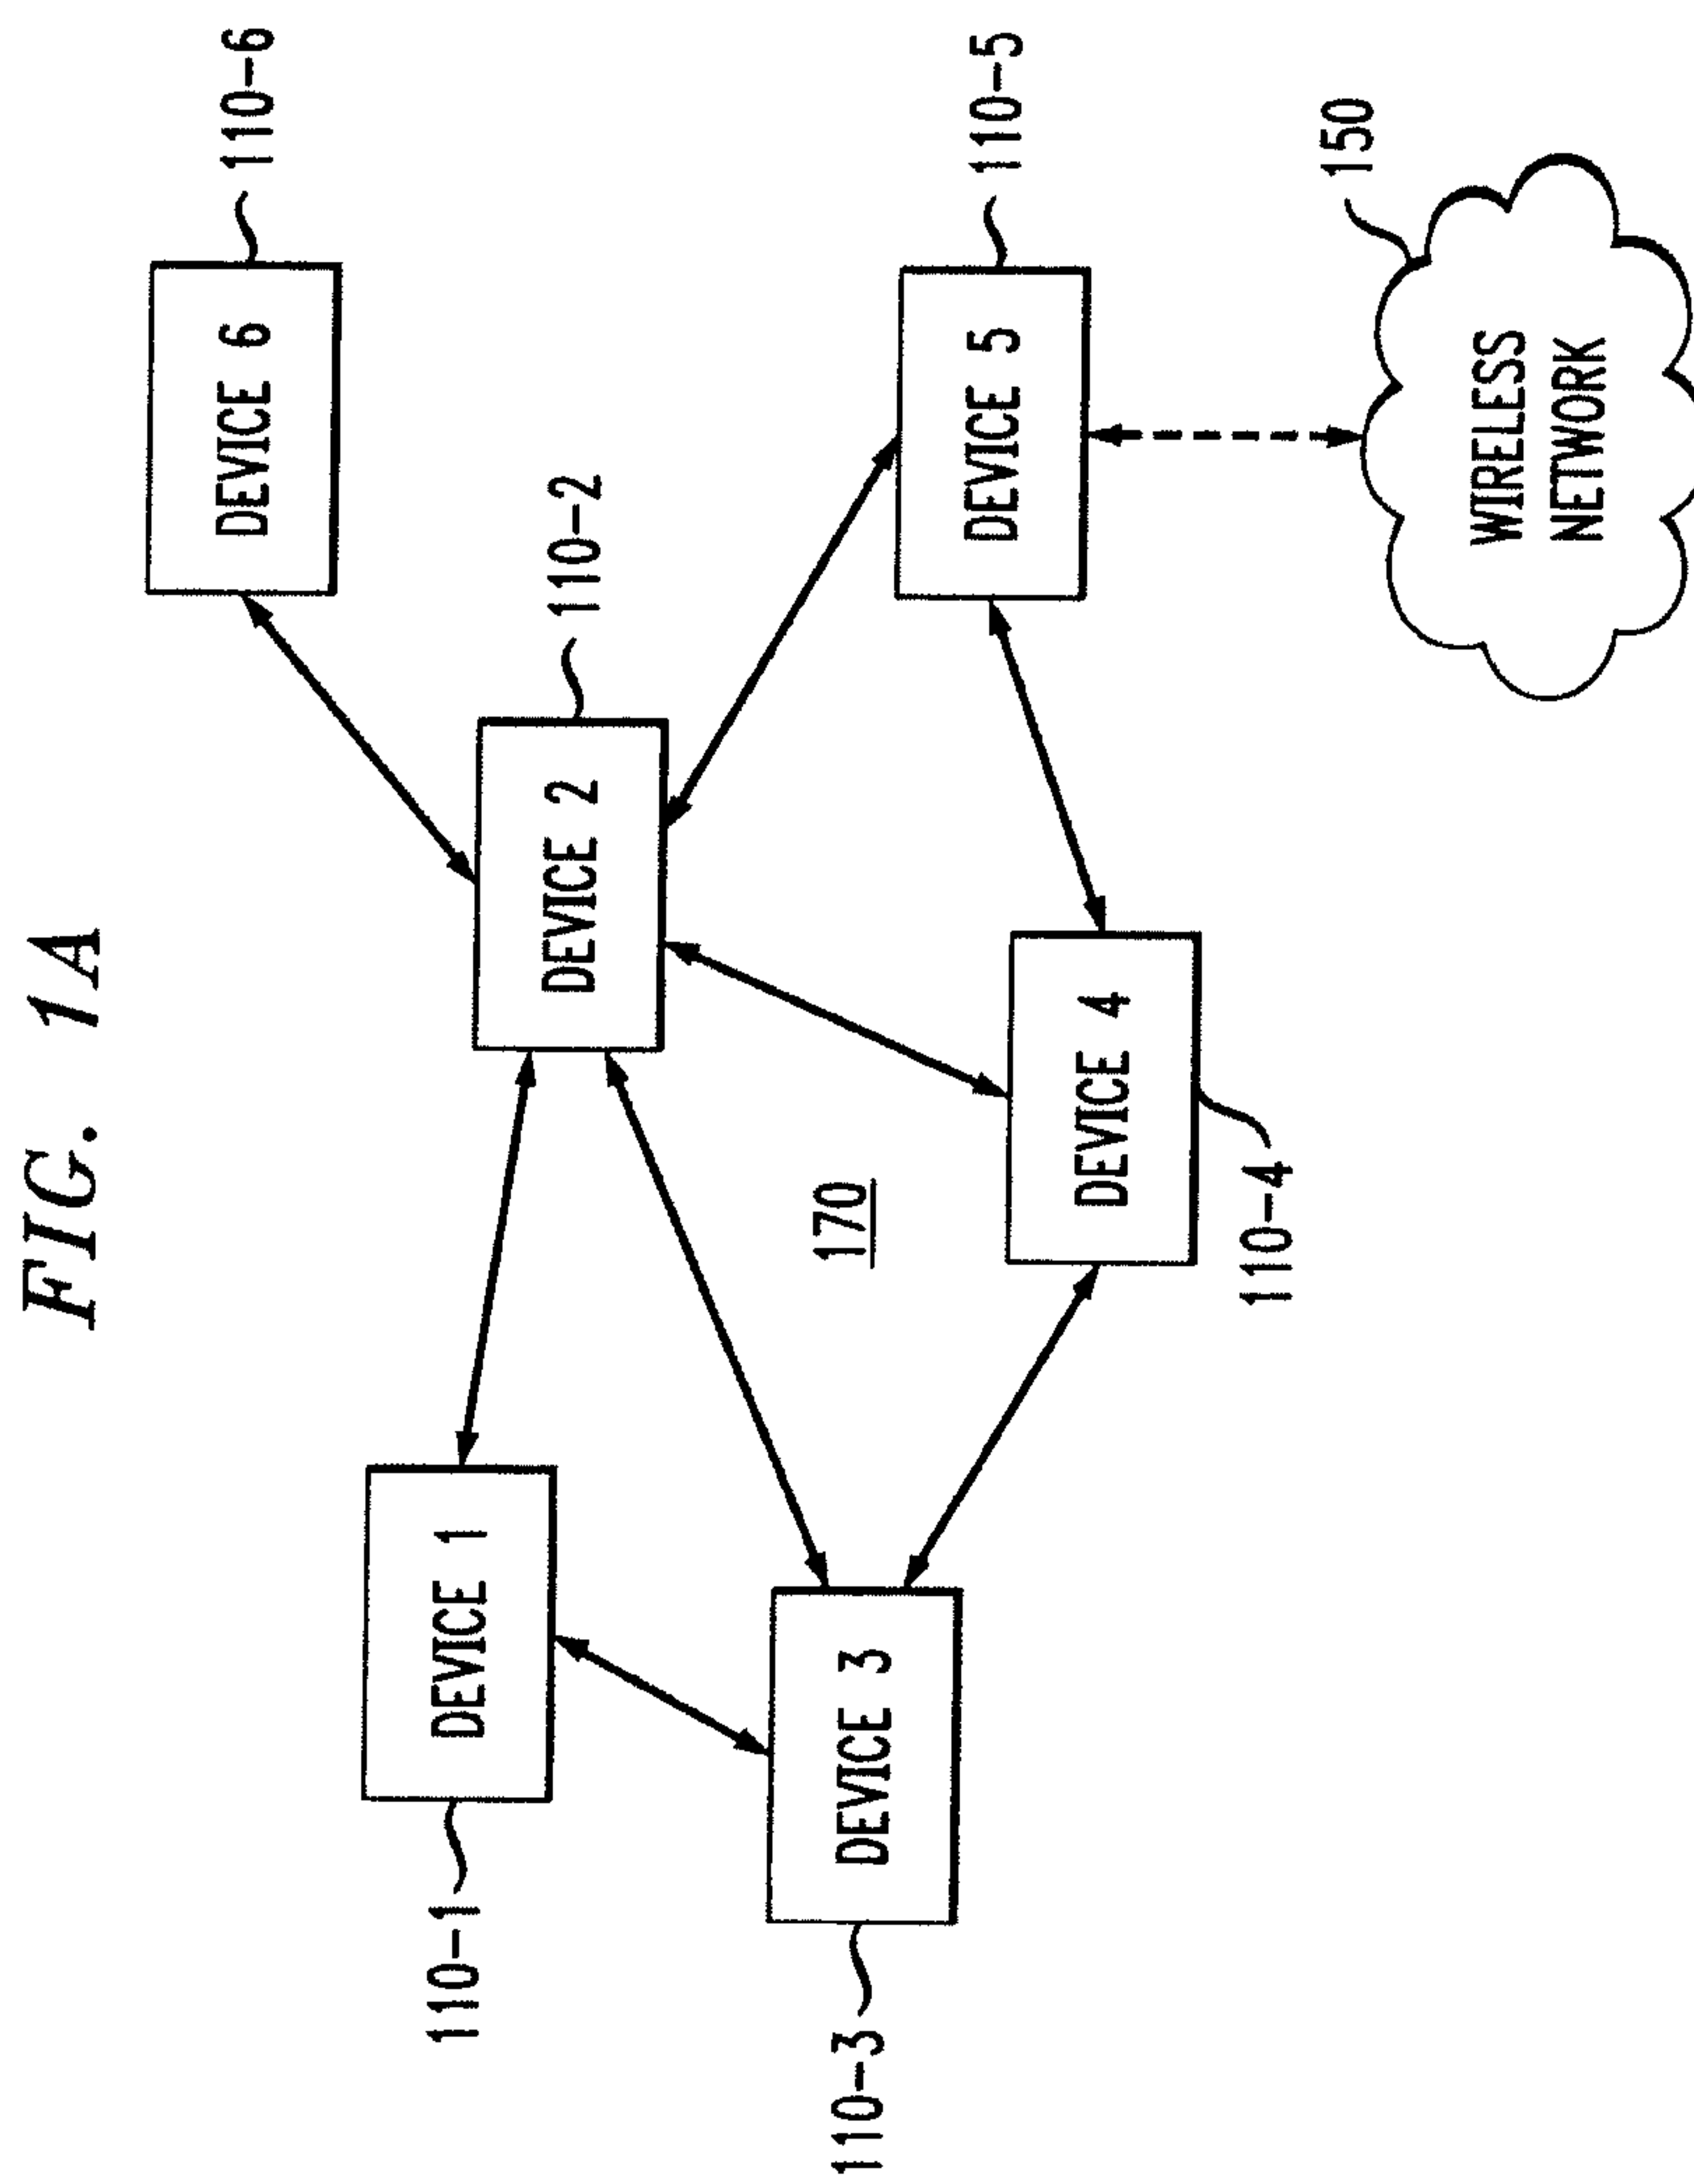 FIG. 1A
110-6
DEVICE 6
110-2
DEVICE 2
110-1
DEVICE 1
110-5
DEVICE 5
170
110-3
DEVICE 3
DEVICE 4
110-4
150
WIRELESS
NETWORK